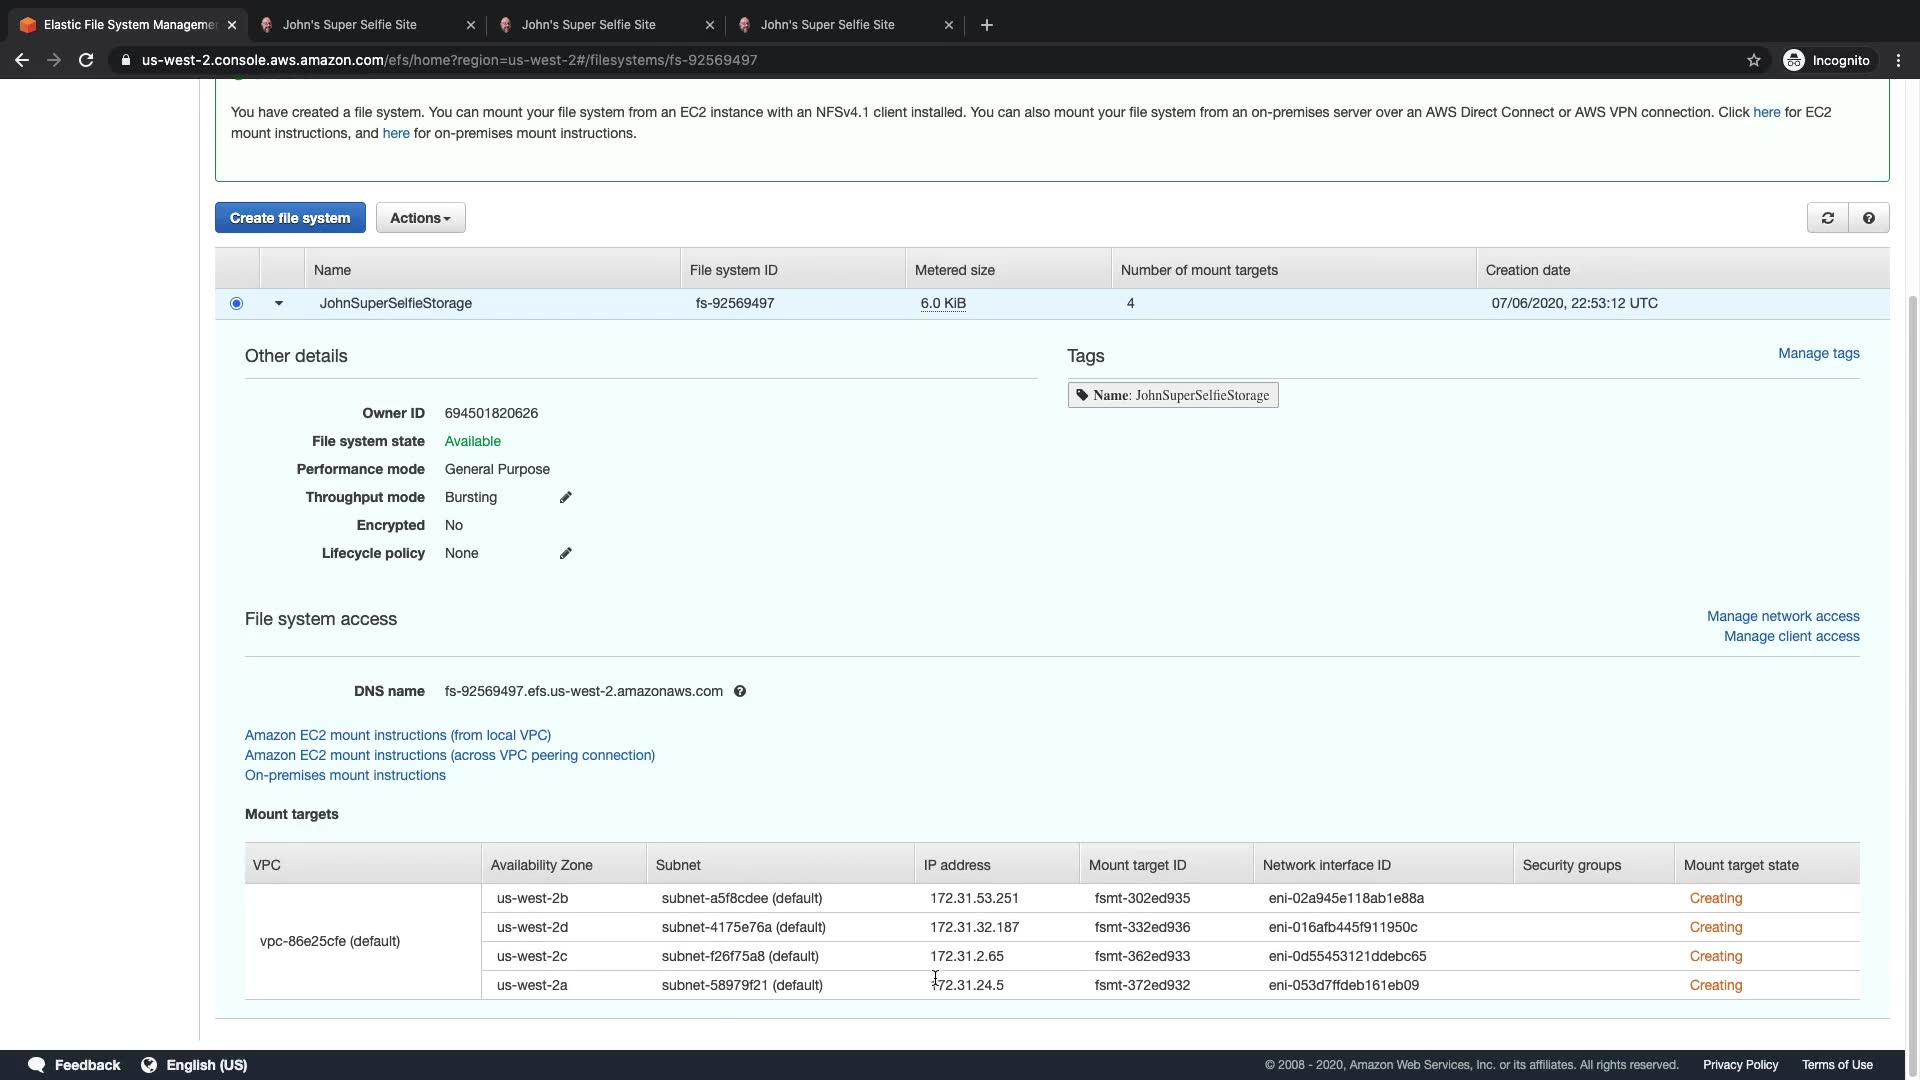 Elastic File System Manageme
John's Super Selfie Site
John's Super Selfie Site
John's Super Selfie Site
us-west-2.console.aws.amazon.com/efs/home?region=us-west-2#/filesystems/fs-92569497
Incognito
You have created a file system. You can mount your file system from an EC2 instance with an NFSv4.1 client installed. You can also mount your file system from an on-premises server over an AWS Direct Connect or AWS VPN connection. Click here for EC2
mount instructions, and here for on-premises mount instructions.
Create file system
Actions
Name File system ID Metered size Number of mount targets Creation date
JohnSuperSelfieStorage fs-92569497 6.0 KiB 4 07/06/2020, 22:53:12 UTC
Other details
Tags
Manage tags
Name: JohnSuperSelfieStorage
Owner ID 694501820626
File system state Available
Performance mode General Purpose
Throughput mode Bursting
Encrypted No
Lifecycle policy None
File system access
Manage network access
Manage client access
DNS name fs-92569497.efs.us-west-2.amazonaws.com
Amazon EC2 mount instructions (from local VPC)
Amazon EC2 mount instructions (across VPC peering connection)
On-premises mount instructions
Mount targets
VPC Availability Zone Subnet IP address Mount target ID Network interface ID Security groups Mount target state
vpc-86e25cfe (default)
us-west-2b subnet-a5f8cdee (default) 172.31.53.251 fsmt-302ed935 eni-02a945e118ab1e88a Creating
us-west-2d subnet-4175e76a (default) 172.31.32.187 fsmt-332ed936 eni-016afb445f911950c Creating
us-west-2c subnet-f26f75a8 (default) 172.31.2.65 fsmt-362ed933 eni-0d55453121ddebc65 Creating
us-west-2a subnet-58979f21 (default) 172.31.24.5 fsmt-372ed932 eni-053d7ffdeb161eb09 Creating
Feedback English (US)
© 2008 - 2020, Amazon Web Services, Inc. or its affiliates. All rights reserved. Privacy Policy Terms of Use